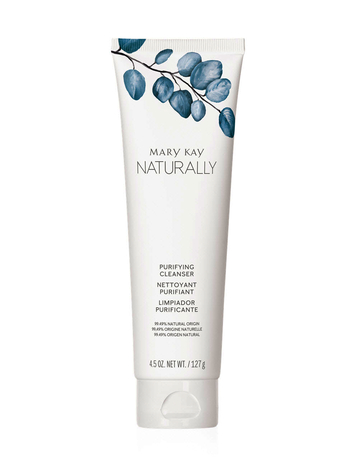 MARY KAY
NATURALLY
PURIFYING
CLEANSER
NETTOYANT
PURIFIANT
LIMPIADOR
PURIFICANTE
99.49% NATURAL ORIGIN
99.49% ORIGINE NATURELLE
99.49% ORIGEN NATURAL
4.5 OZ. NET WT. / 127 g